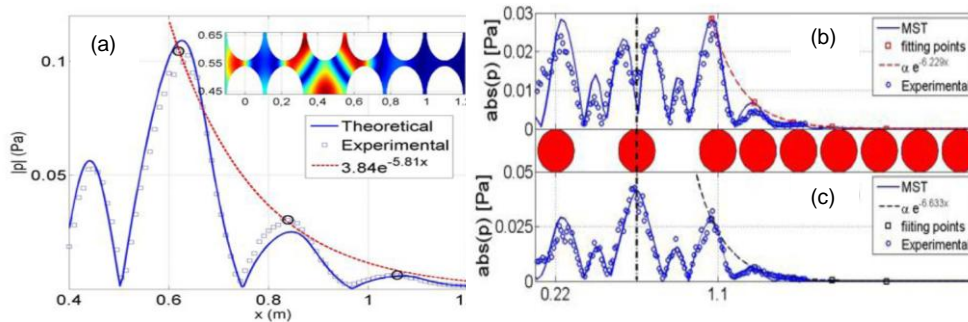 (a)
0.1
0.05
|p| (Pa)
0.65
0.55
0.45
0 0.2 0.4 0.6 0.8 1
Theoretical
Experimental
3.84e^-5.81x
0.4 0.6 0.8 1
x (m)
(b)
0.03
0.02
0.01
0
abs(p) [Pa]
MST
fitting points
α e^-6.229x
Experimental
(c)
0.05
0.025
0
abs(p) [Pa]
MST
α e^-6.633x
fiiting points
Experimental
0.22 1.1